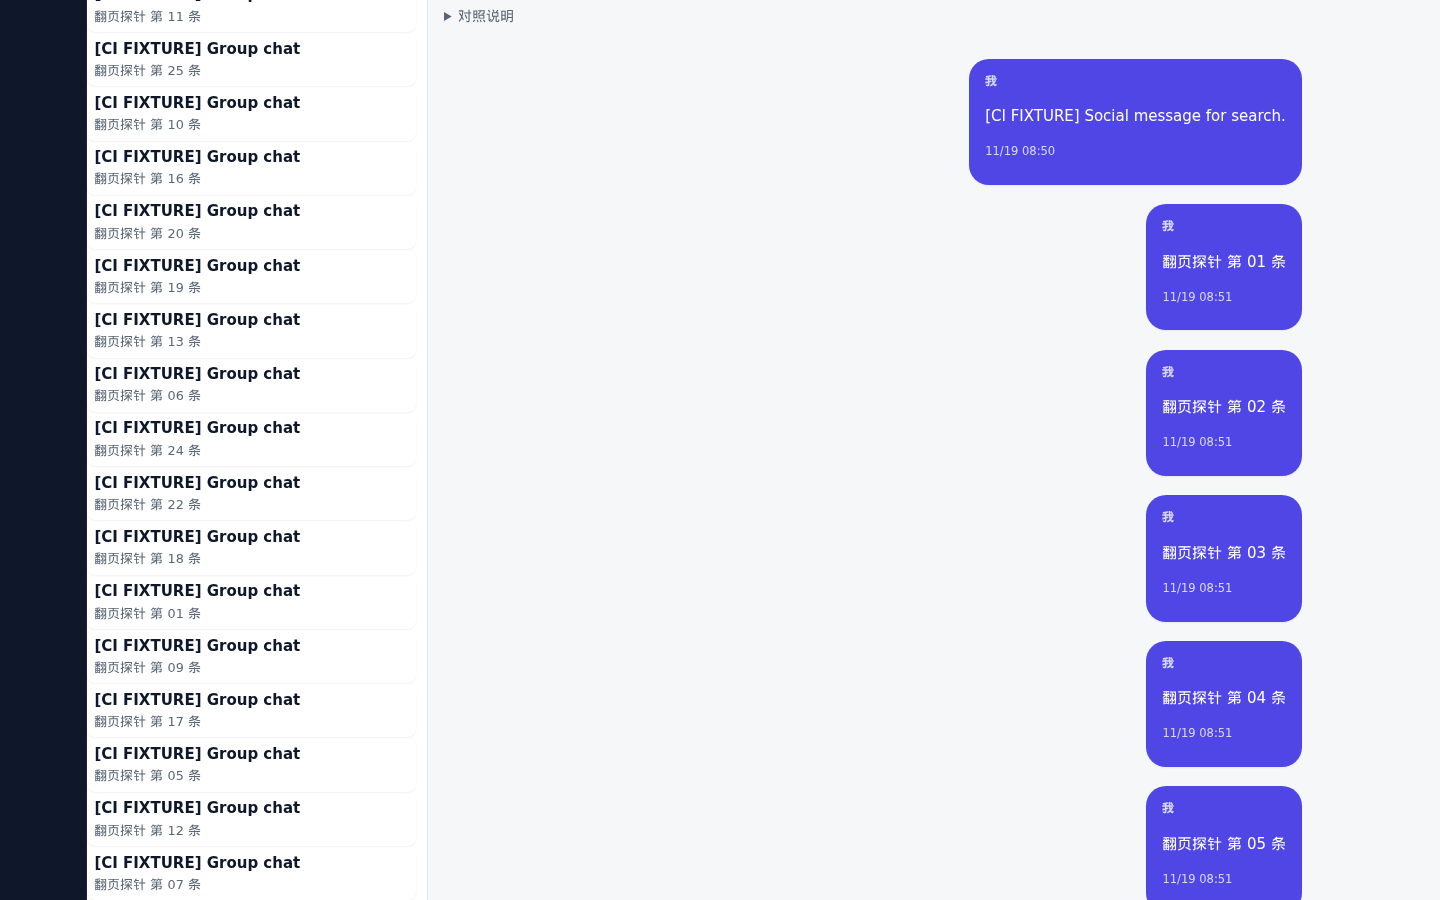 翻页探针 第 11 条
[CI FIXTURE] Group chat
翻页探针 第 25 条
[CI FIXTURE] Group chat
翻页探针 第 10 条
[CI FIXTURE] Group chat
翻页探针 第 16 条
[CI FIXTURE] Group chat
翻页探针 第 20 条
[CI FIXTURE] Group chat
翻页探针 第 19 条
[CI FIXTURE] Group chat
翻页探针 第 13 条
[CI FIXTURE] Group chat
翻页探针 第 06 条
[CI FIXTURE] Group chat
翻页探针 第 24 条
[CI FIXTURE] Group chat
翻页探针 第 22 条
[CI FIXTURE] Group chat
翻页探针 第 18 条
[CI FIXTURE] Group chat
翻页探针 第 01 条
[CI FIXTURE] Group chat
翻页探针 第 09 条
[CI FIXTURE] Group chat
翻页探针 第 17 条
[CI FIXTURE] Group chat
翻页探针 第 05 条
[CI FIXTURE] Group chat
翻页探针 第 12 条
[CI FIXTURE] Group chat
翻页探针 第 07 条
▶ 对照说明
我
[CI FIXTURE] Social message for search.
11/19 08:50
我
翻页探针 第 01 条
11/19 08:51
我
翻页探针 第 02 条
11/19 08:51
我
翻页探针 第 03 条
11/19 08:51
我
翻页探针 第 04 条
11/19 08:51
我
翻页探针 第 05 条
11/19 08:51